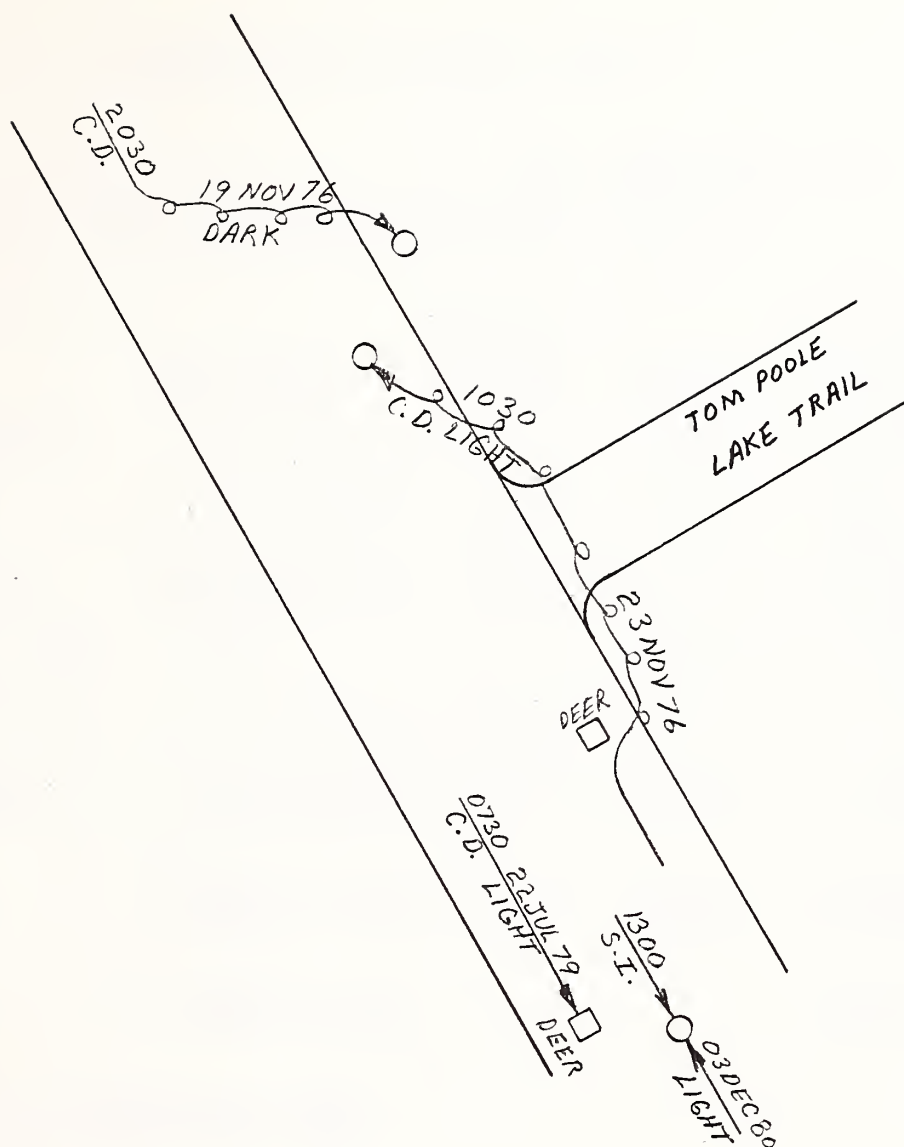 2030
C.D.
19 NOV 76
DARK
1030
C.D. LIGHT
TOM POOLE
LAKE TRAIL
23 NOV 76
DEER
0730 22 JUL 79
C.D. LIGHT
DEER
1300
S.I.
03 DEC 80
LIGHT